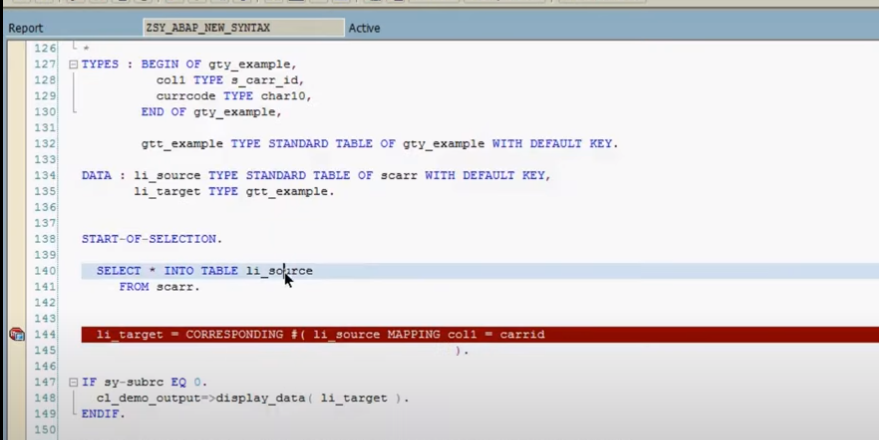 Report ZSY_ABAP_NEW_SYNTAX Active
126 *
127 TYPES : BEGIN OF gty_example,
128 col1 TYPE s_carr_id,
129 currcode TYPE char10,
130 END OF gty_example,
131
132 gtt_example TYPE STANDARD TABLE OF gty_example WITH DEFAULT KEY.
133
134 DATA : li_source TYPE STANDARD TABLE OF scarr WITH DEFAULT KEY,
135 li_target TYPE gtt_example.
136
137
138 START-OF-SELECTION.
139
140 SELECT * INTO TABLE li_source
141 FROM scarr.
142
143
144 li_target = CORRESPONDING #( li_source MAPPING col1 = carrid
145 ).
146
147 IF sy-subrc EQ 0.
148 cl_demo_output=>display_data( li_target ).
149 ENDIF.
150